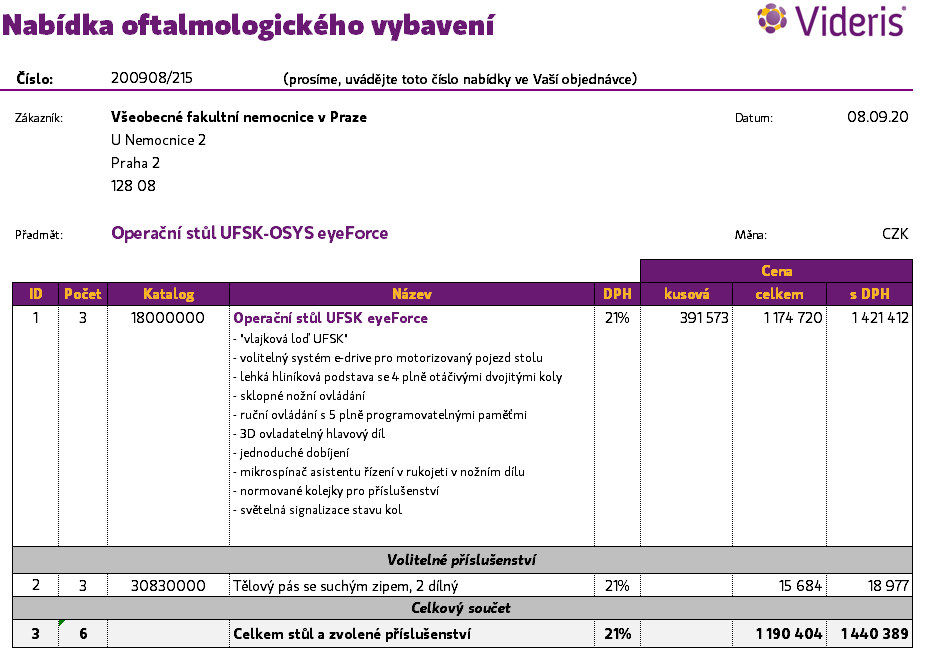 Nabídka oftalmologického vybavení
Videris
Číslo: 200908/215 (prosíme, uvádějte toto číslo nabídky ve Vaší objednávce)
Zákazník: Všeobecné fakultní nemocnice v Praze Datum: 08.09.20
U Nemocnice 2
Praha 2
128 08
Předmět: Operační stůl UFSK-OSYS eyeForce Měna: CZK
Cena
ID Počet Katalog Název DPH kusová celkem s DPH
1 3 18000000 Operační stůl UFSK eyeForce 21% 391 573 1 174 720 1 421 412
- "vlajková loď UFSK"
- volitelný systém e-drive pro motorizovaný pojezd stolu
- lehká hliníková podstava se 4 plně otáčivými dvojitými koly
- sklopné nožní ovládání
- ruční ovládání s 5 plně programovatelnými paměťmi
- 3D ovladatelný hlavový díl
- jednoduché dobíjení
- mikrospínač asistentu řízení v rukojeti v nožním dílu
- normované kolejky pro příslušenství
- světelná signalizace stavu kol
Volitelné příslušenství
2 3 30830000 Tělový pás se suchým zipem, 2 dílný 21% 15 684 18 977
Celkový součet
3 6 Celkem stůl a zvolené příslušenství 21% 1 190 404 1 440 389